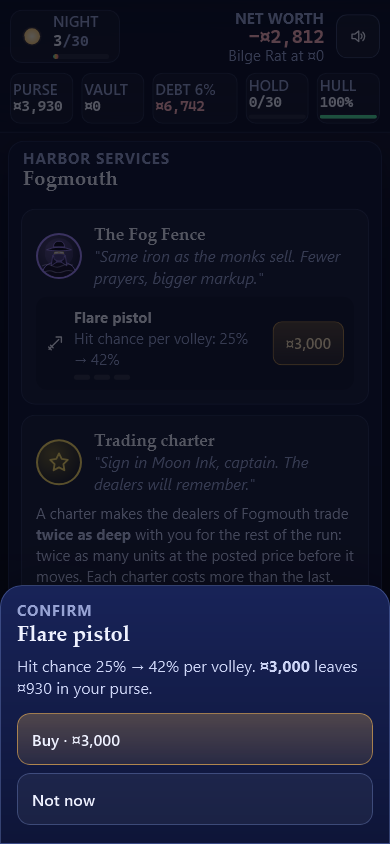 NIGHT
3/30
NET WORTH
−¤2,812
Bilge Rat at ¤0
PURSE
¤3,930
VAULT
¤0
DEBT 6%
¤6,742
HOLD
0/30
HULL
100%
HARBOR SERVICES
Fogmouth
The Fog Fence
"Same iron as the monks sell. Fewer
prayers, bigger markup."
Flare pistol
Hit chance per volley: 25%
→ 42%
¤3,000
Trading charter
"Sign in Moon Ink, captain. The
dealers will remember."
A charter makes the dealers of Fogmouth trade
twice as deep with you for the rest of the run:
twice as many units at the posted price before it
moves. Each charter costs more than the last.
CONFIRM
Flare pistol
Hit chance 25% → 42% per volley. ¤3,000 leaves
¤930 in your purse.
Buy · ¤3,000
Not now